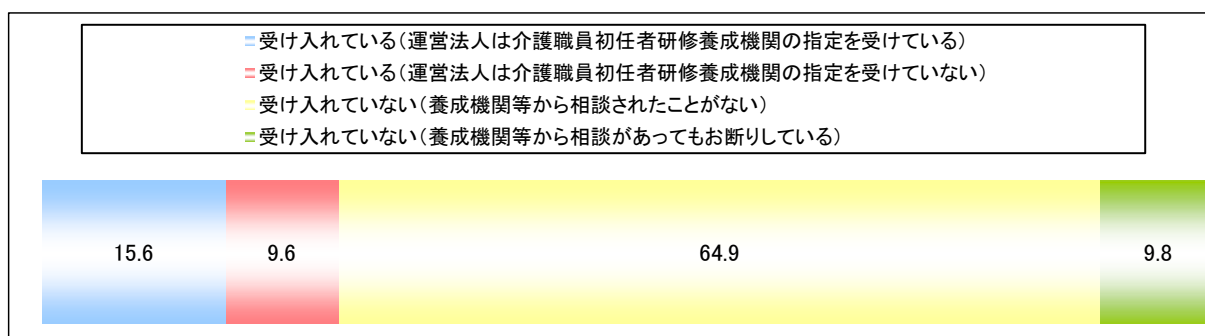 受け入れている（運営法人は介護職員初任者研修養成機関の指定を受けている）
受け入れている（運営法人は介護職員初任者研修養成機関の指定を受けていない）
受け入れていない（養成機関等から相談されたことがない）
受け入れていない（養成機関等から相談があってもお断りしている）
15.6 9.6 64.9 9.8